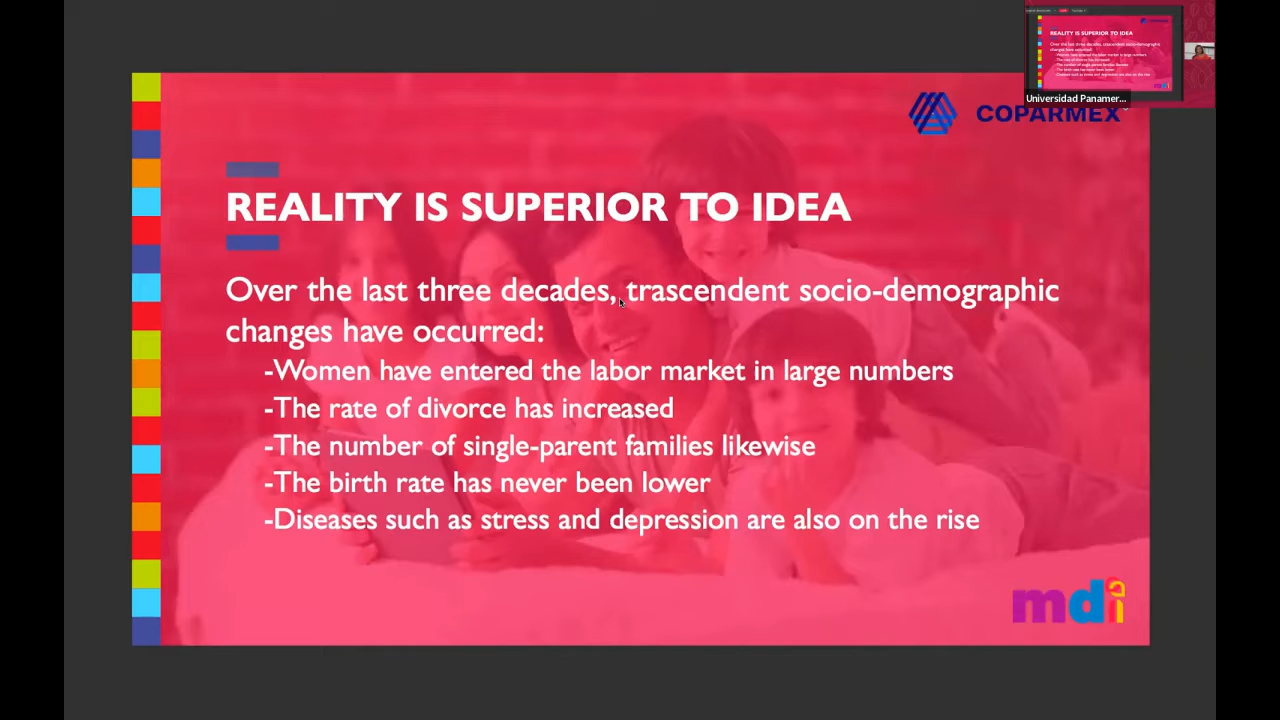 Universidad Panamer...
COPARMEX
REALITY IS SUPERIOR TO IDEA
Over the last three decades, trascendent socio-demographic
changes have occurred:
-Women have entered the labor market in large numbers
-The rate of divorce has increased
-The number of single-parent families likewise
-The birth rate has never been lower
-Diseases such as stress and depression are also on the rise
mdf